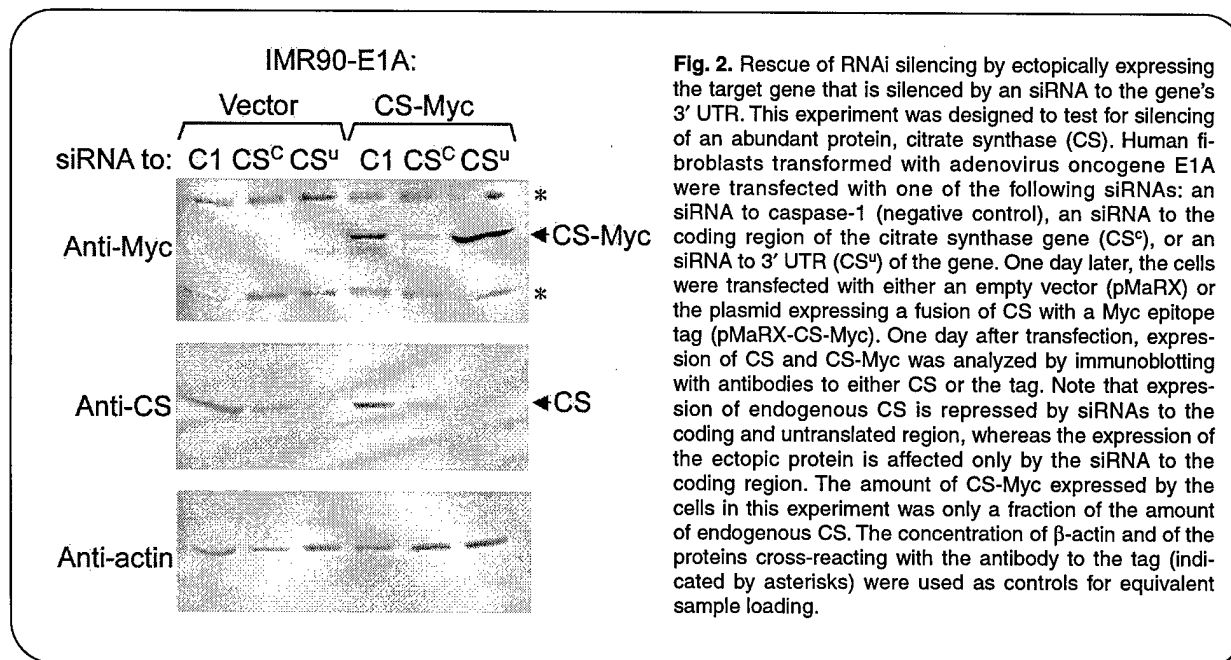 IMR90-E1A:
Vector CS-Myc
siRNA to: C1 CSᶜ CSᵘ C1 CSᶜ CSᵘ
*
Anti-Myc CS-Myc
*
Anti-CS CS
Anti-actin
Fig. 2. Rescue of RNAi silencing by ectopically expressing
the target gene that is silenced by an siRNA to the gene's
3′ UTR. This experiment was designed to test for silencing
of an abundant protein, citrate synthase (CS). Human fi-
broblasts transformed with adenovirus oncogene E1A
were transfected with one of the following siRNAs: an
siRNA to caspase-1 (negative control), an siRNA to the
coding region of the citrate synthase gene (CSᶜ), or an
siRNA to 3′ UTR (CSᵘ) of the gene. One day later, the cells
were transfected with either an empty vector (pMaRX) or
the plasmid expressing a fusion of CS with a Myc epitope
tag (pMaRX-CS-Myc). One day after transfection, expres-
sion of CS and CS-Myc was analyzed by immunoblotting
with antibodies to either CS or the tag. Note that expres-
sion of endogenous CS is repressed by siRNAs to the
coding and untranslated region, whereas the expression of
the ectopic protein is affected only by the siRNA to the
coding region. The amount of CS-Myc expressed by the
cells in this experiment was only a fraction of the amount
of endogenous CS. The concentration of β-actin and of the
proteins cross-reacting with the antibody to the tag (indi-
cated by asterisks) were used as controls for equivalent
sample loading.